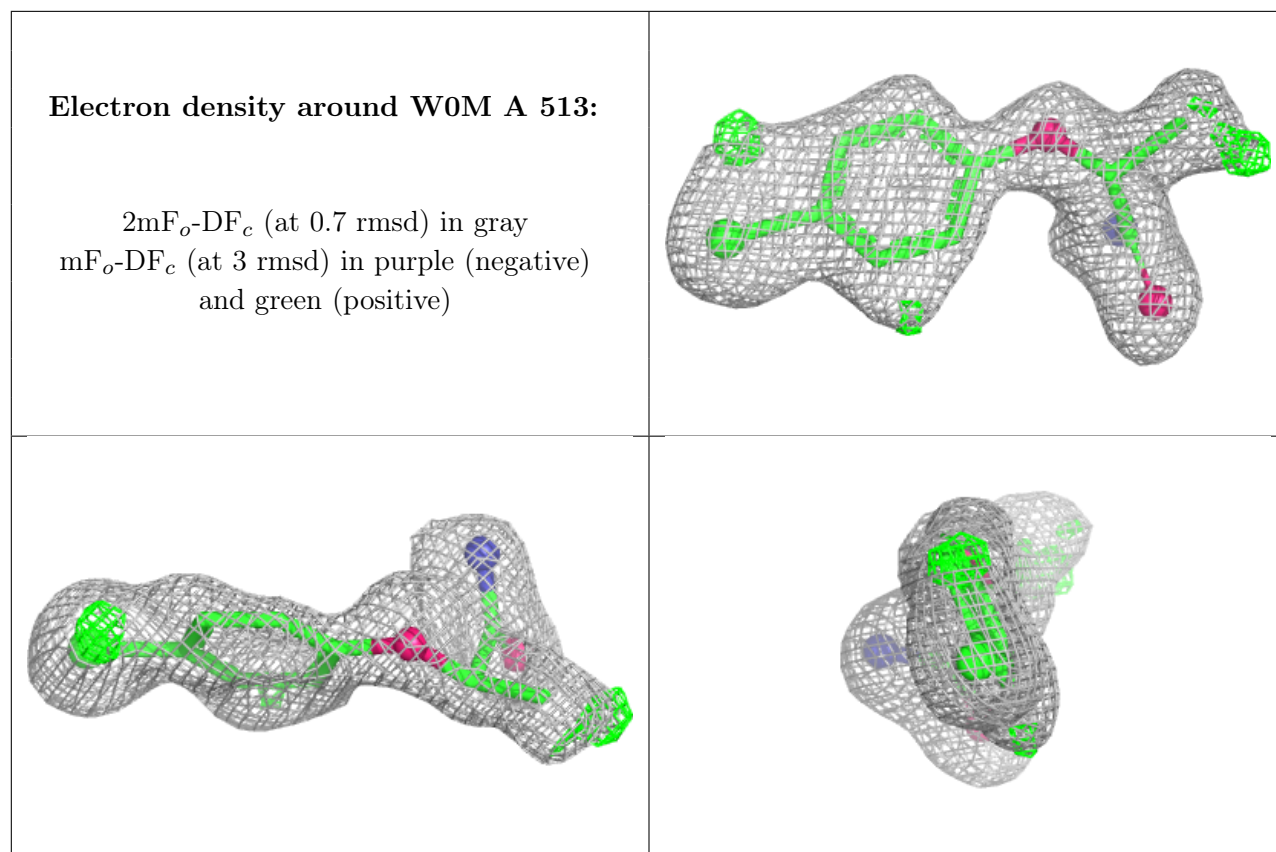 Electron density around W0M A 513:
2mFo-DFc (at 0.7 rmsd) in gray
mFo-DFc (at 3 rmsd) in purple (negative)
and green (positive)